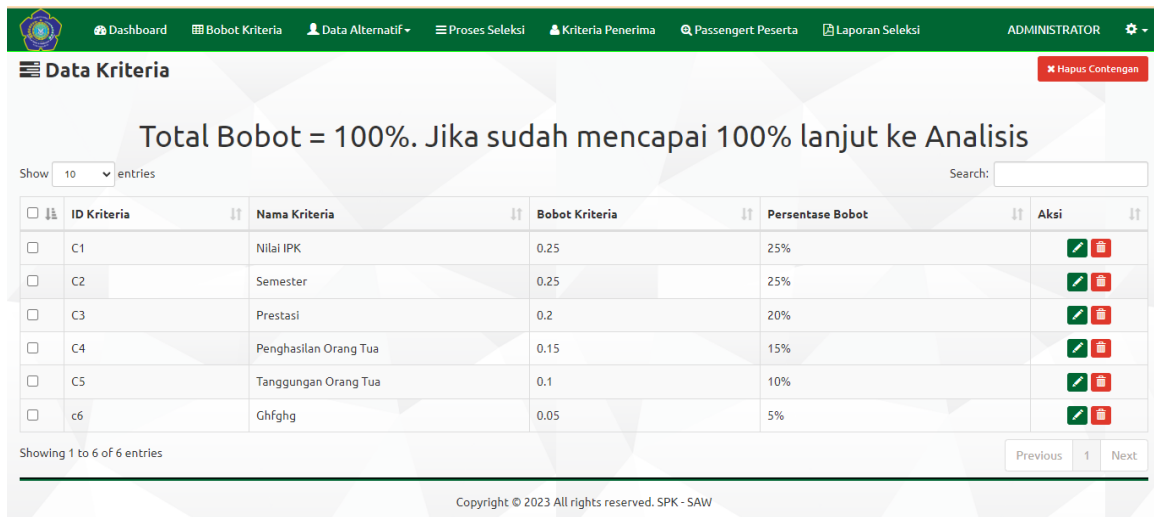 Dashboard Bobot Kriteria Data Alternatif Proses Seleksi Kriteria Penerima Passengert Peserta Laporan Seleksi ADMINISTRATOR
Data Kriteria
Hapus Contengan
Total Bobot = 100%. Jika sudah mencapai 100% lanjut ke Analisis
Show 10 entries Search:
ID Kriteria Nama Kriteria Bobot Kriteria Persentase Bobot Aksi
C1 Nilai IPK 0.25 25%
C2 Semester 0.25 25%
C3 Prestasi 0.2 20%
C4 Penghasilan Orang Tua 0.15 15%
C5 Tanggungan Orang Tua 0.1 10%
c6 Ghfghg 0.05 5%
Showing 1 to 6 of 6 entries Previous 1 Next
Copyright © 2023 All rights reserved. SPK - SAW